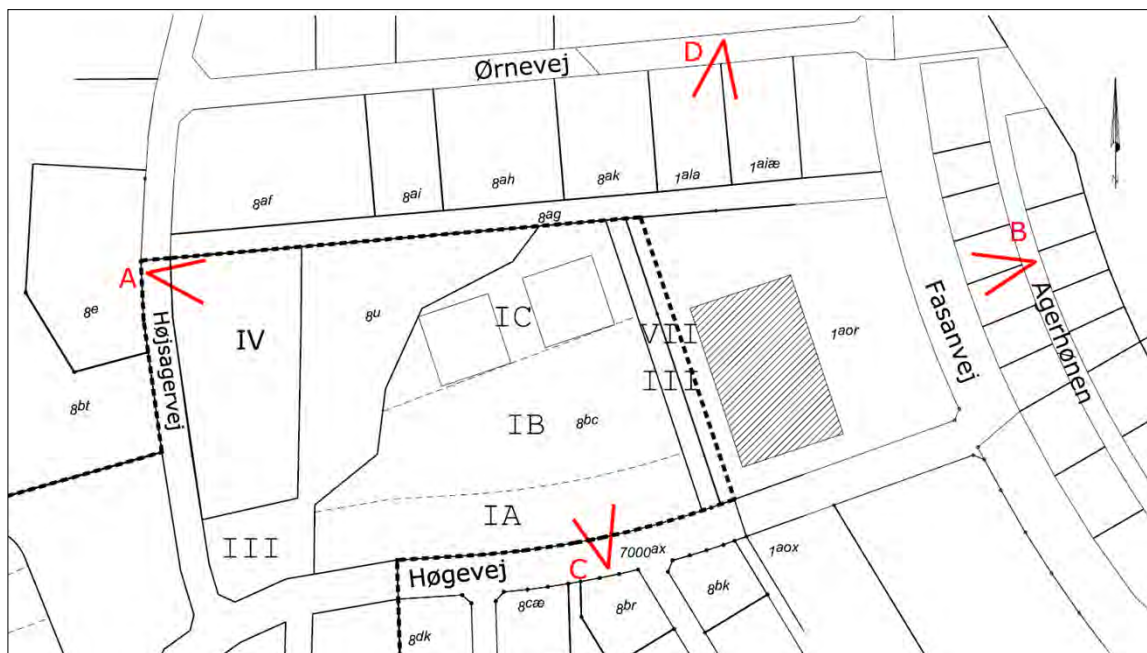 D
Ørnevej
8af
8ai
8ah
8ak
1ala
1aiæ
8ag
A
B
8e
IV
8u
IC
VII
1aor
Højsagervej
Fasanvej
Agerhønen
III
8bt
IB
8bc
IA
III
Høgevej
C
7000ax
1aox
8cæ
8br
8bk
8dk